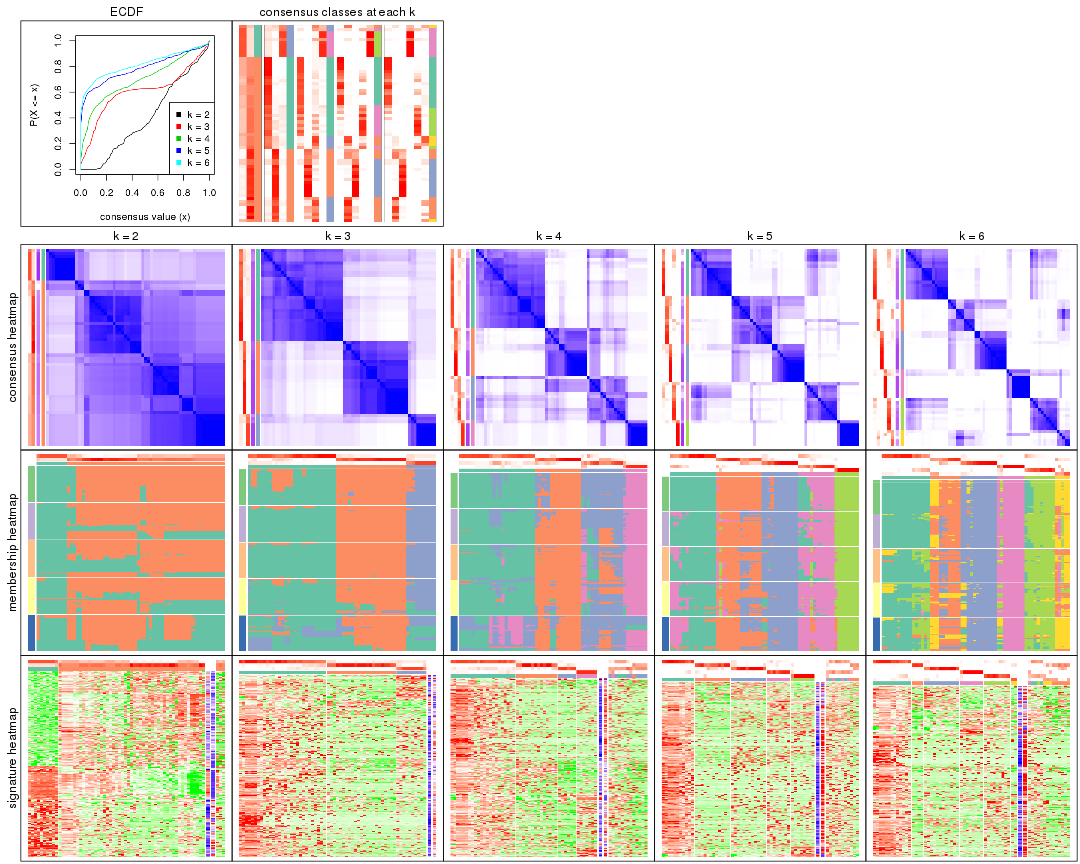 ECDF
consensus classes at each k
P(X <= x)
0.0 0.2 0.4 0.6 0.8 1.0
k = 2
k = 3
k = 4
k = 5
k = 6
0.0 0.2 0.4 0.6 0.8 1.0
consensus value (x)
k = 2
k = 3
k = 4
k = 5
k = 6
consensus heatmap
membership heatmap
signature heatmap